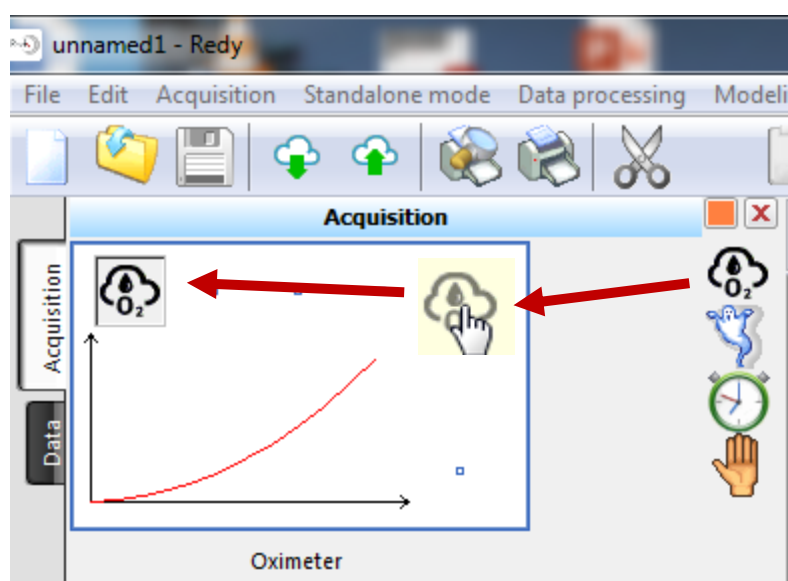 unnamed1 - Redy
File Edit Acquisition Standalone mode Data processing
Acquisition
Acquisition
Data
O₂
O₂
Oximeter